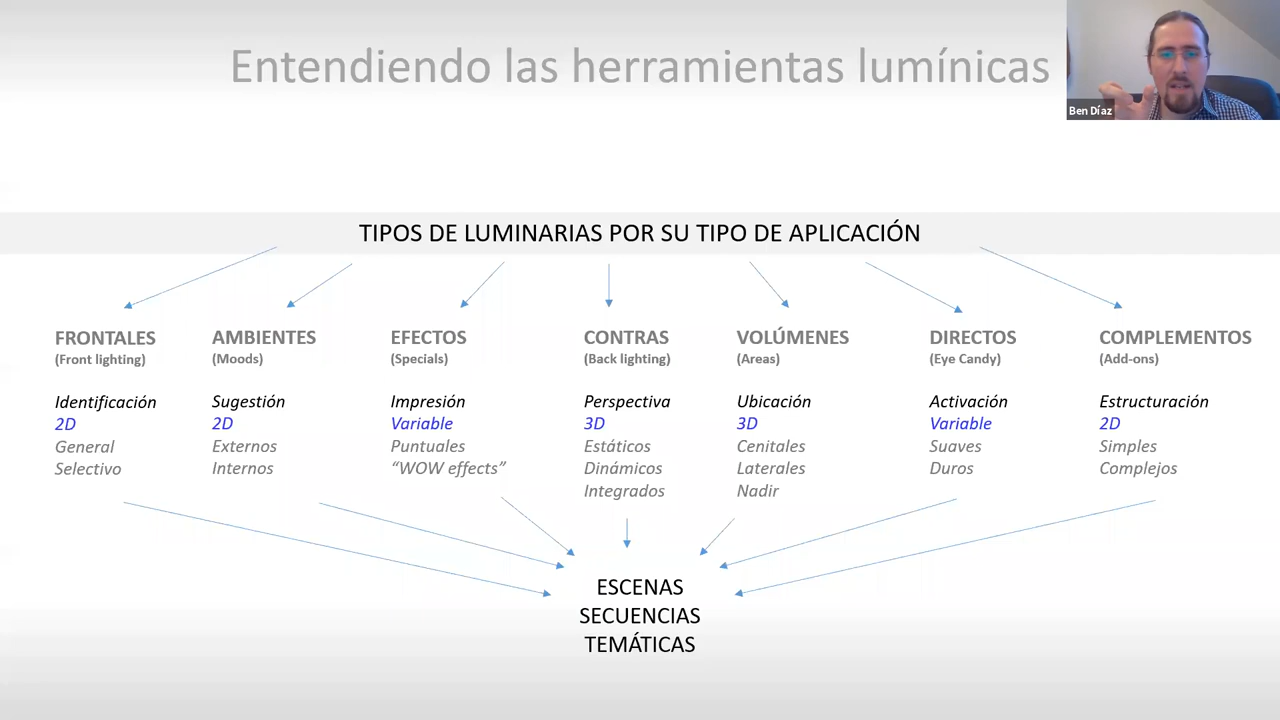 Entendiendo las herramientas lumínicas
Ben Díaz
TIPOS DE LUMINARIAS POR SU TIPO DE APLICACIÓN
FRONTALES
(Front lighting)
Identificación
2D
General
Selectivo
AMBIENTES
(Moods)
Sugestión
2D
Externos
Internos
EFECTOS
(Specials)
Impresión
Variable
Puntuales
“WOW effects”
CONTRAS
(Back lighting)
Perspectiva
3D
Estáticos
Dinámicos
Integrados
VOLÚMENES
(Areas)
Ubicación
3D
Cenitales
Laterales
Nadir
DIRECTOS
(Eye Candy)
Activación
Variable
Suaves
Duros
COMPLEMENTOS
(Add-ons)
Estructuración
2D
Simples
Complejos
ESCENAS
SECUENCIAS
TEMÁTICAS